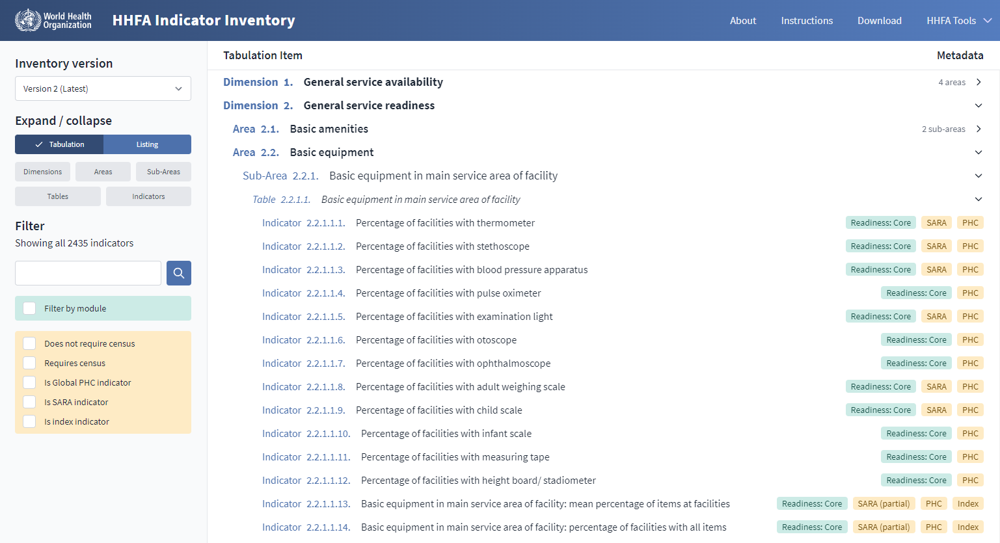 World Health
Organization
HHFA Indicator Inventory
About
Instructions
Download
HHFA Tools
Inventory version
Version 2 (Latest)
Expand / collapse
Tabulation
Listing
Dimensions
Areas
Sub-Areas
Tables
Indicators
Filter
Showing all 2435 indicators
Filter by module
Does not require census
Requires census
Is Global PHC indicator
Is SARA indicator
Is index indicator
Tabulation Item Metadata
Dimension 1. General service availability 4 areas
Dimension 2. General service readiness
Area 2.1. Basic amenities 2 sub-areas
Area 2.2. Basic equipment
Sub-Area 2.2.1. Basic equipment in main service area of facility
Table 2.2.1.1. Basic equipment in main service area of facility
Indicator 2.2.1.1.1. Percentage of facilities with thermometer Readiness: Core SARA PHC
Indicator 2.2.1.1.2. Percentage of facilities with stethoscope Readiness: Core SARA PHC
Indicator 2.2.1.1.3. Percentage of facilities with blood pressure apparatus Readiness: Core SARA PHC
Indicator 2.2.1.1.4. Percentage of facilities with pulse oximeter Readiness: Core PHC
Indicator 2.2.1.1.5. Percentage of facilities with examination light Readiness: Core SARA PHC
Indicator 2.2.1.1.6. Percentage of facilities with otoscope Readiness: Core PHC
Indicator 2.2.1.1.7. Percentage of facilities with ophthalmoscope Readiness: Core PHC
Indicator 2.2.1.1.8. Percentage of facilities with adult weighing scale Readiness: Core SARA PHC
Indicator 2.2.1.1.9. Percentage of facilities with child scale Readiness: Core SARA PHC
Indicator 2.2.1.1.10. Percentage of facilities with infant scale Readiness: Core PHC
Indicator 2.2.1.1.11. Percentage of facilities with measuring tape Readiness: Core PHC
Indicator 2.2.1.1.12. Percentage of facilities with height board/ stadiometer Readiness: Core PHC
Indicator 2.2.1.1.13. Basic equipment in main service area of facility: mean percentage of items at facilities Readiness: Core SARA (partial) PHC Index
Indicator 2.2.1.1.14. Basic equipment in main service area of facility: percentage of facilities with all items Readiness: Core SARA (partial) PHC Index